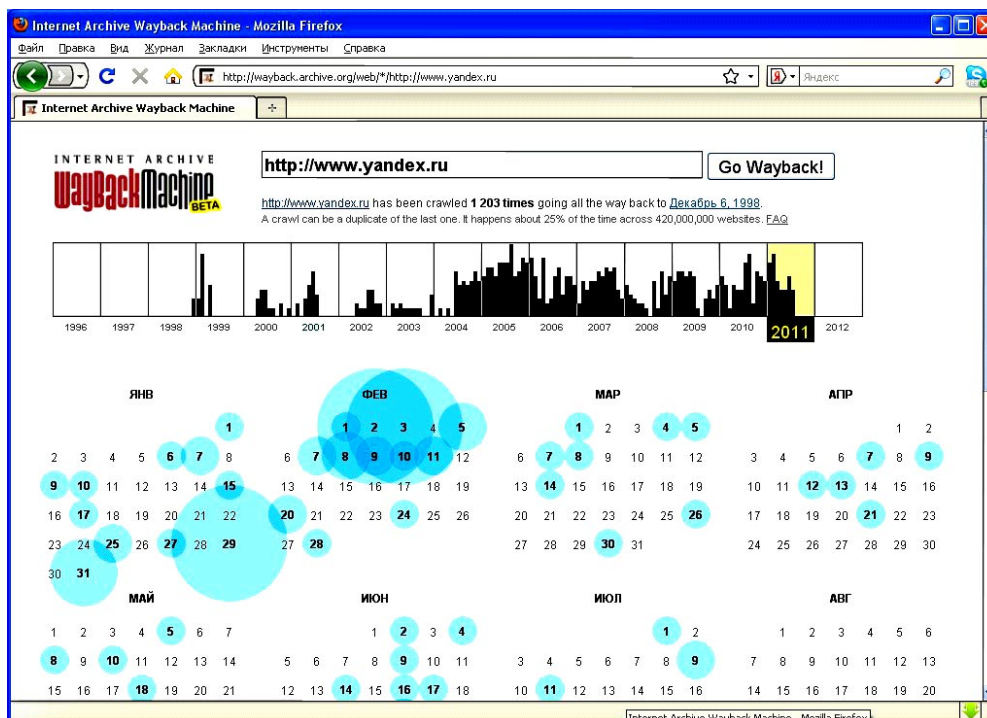 Internet Archive Wayback Machine - Mozilla Firefox
Файл Правка Вид Журнал Закладки Инструменты Справка
http://wayback.archive.org/web/*/http://www.yandex.ru Яндекс
Internet Archive Wayback Machine
INTERNET ARCHIVE
WayBackMachine
BETA
http://www.yandex.ru Go Wayback!
http://www.yandex.ru has been crawled 1 203 times going all the way back to Декабрь 6, 1998.
A crawl can be a duplicate of the last one. It happens about 25% of the time across 420,000,000 websites. FAQ
1996 1997 1998 1999 2000 2001 2002 2003 2004 2005 2006 2007 2008 2009 2010 2011 2012
ЯНВ ФЕВ МАР АПР
1 1 2 3 4 5 1 2 3 4 5 1 2
2 3 4 5 6 7 8 6 7 8 9 10 11 12 6 7 8 9 10 11 12 3 4 5 6 7 8 9
9 10 11 12 13 14 15 13 14 15 16 17 18 19 13 14 15 16 17 18 19 10 11 12 13 14 15 16
16 17 18 19 20 21 22 20 21 22 23 24 25 26 20 21 22 23 24 25 26 17 18 19 20 21 22 23
23 24 25 26 27 28 29 27 28 27 28 29 30 31 24 25 26 27 28 29 30
30 31
МАЙ ИЮН ИЮЛ АВГ
1 2 3 4 5 6 7 1 2 3 4 1 2 1 2 3 4 5 6
8 9 10 11 12 13 14 5 6 7 8 9 10 11 3 4 5 6 7 8 9 7 8 9 10 11 12 13
15 16 17 18 19 20 21 12 13 14 15 16 17 18 10 11 12 13 14 15 16 14 15 16 17 18 19 20
Internet Archive Wayback Machine - Mozilla Firefox